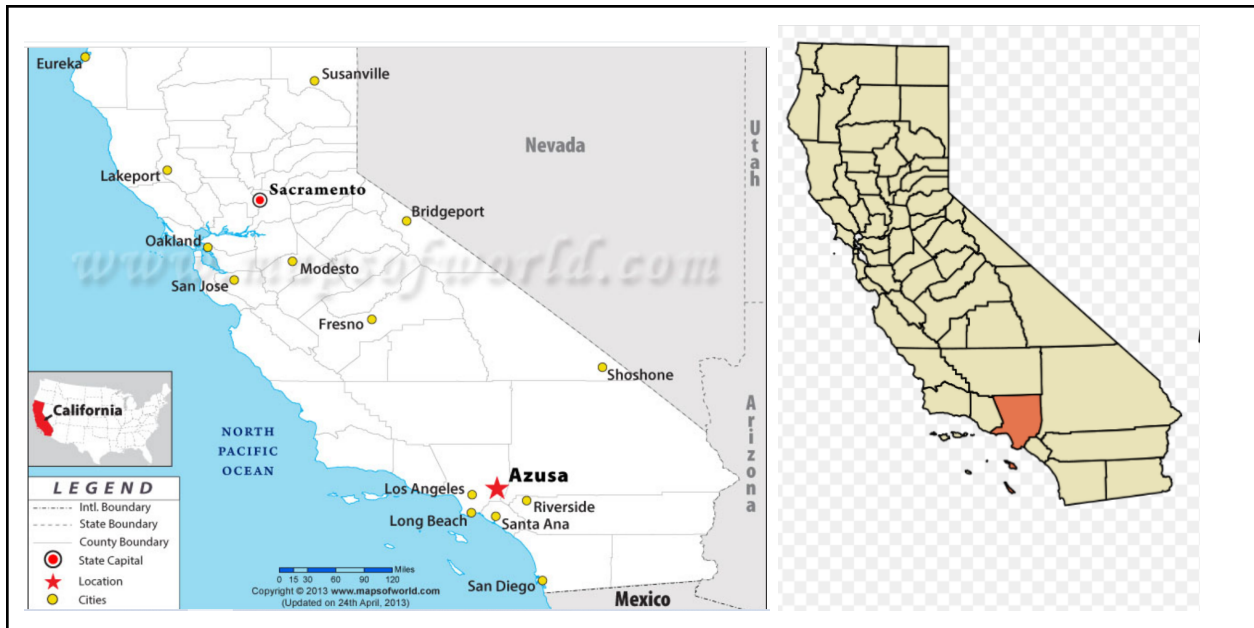 Eureka
Susanville
Nevada
Utah
Lakeport
Sacramento
Bridgeport
Oakland
www.mapsofworld.com
Modesto
San Jose
Fresno
Shoshone
California
Arizona
NORTH
PACIFIC
OCEAN
Azusa
LEGEND
Los Angeles
Riverside
Intl. Boundary
Long Beach
Santa Ana
State Boundary
County Boundary
State Capital
Miles
0 15 30 60 90 120
Location
San Diego
Copyright © 2013 www.mapsofworld.com
(Updated on 24th April, 2013)
Cities
Mexico